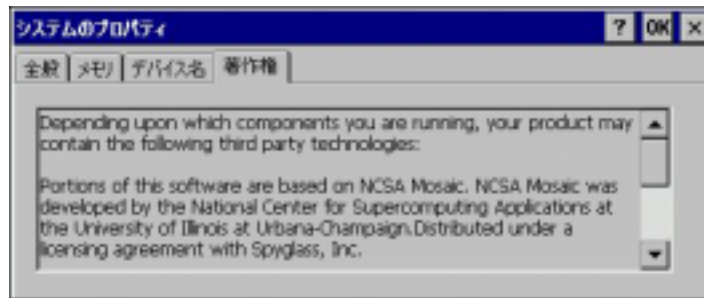 システムのプロパティ ? OK ×
全般 メモリ デバイス名 著作権
Depending upon which components you are running, your product may
contain the following third party technologies:
Portions of this software are based on NCSA Mosaic. NCSA Mosaic was
developed by the National Center for Supercomputing Applications at
the University of Illinois at Urbana-Champaign.Distributed under a
licensing agreement with Spyglass, Inc.